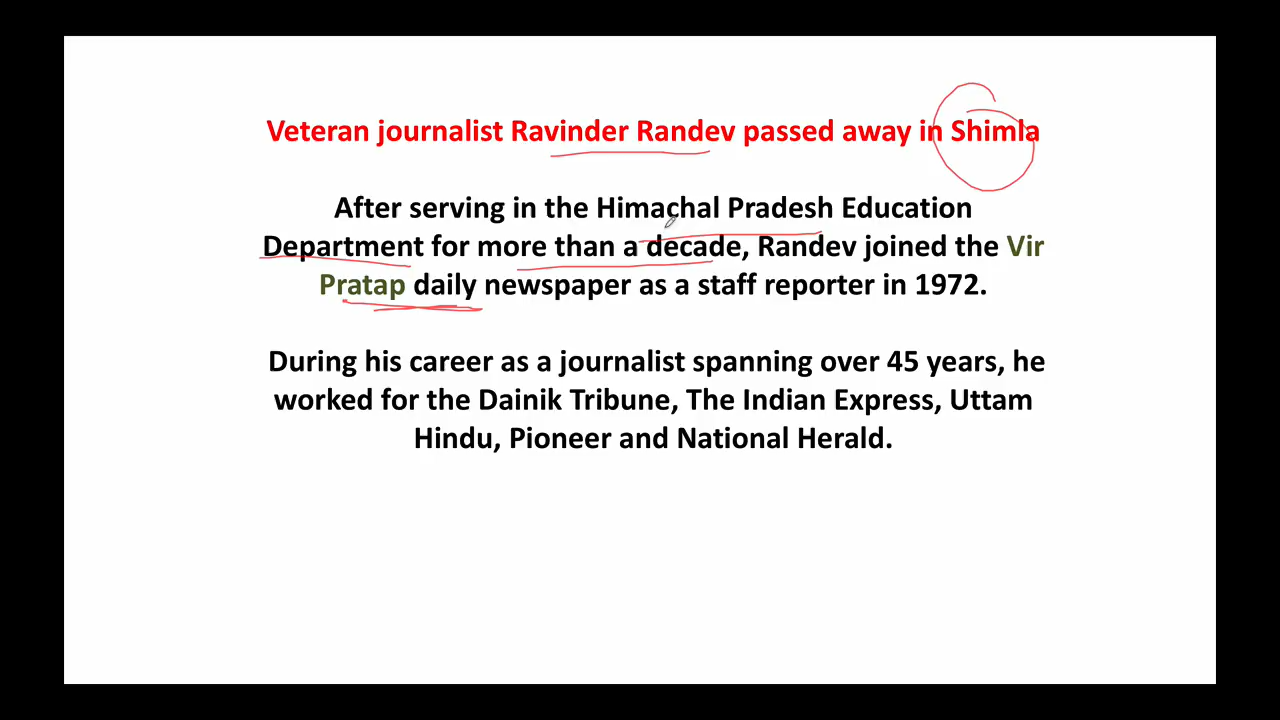 Veteran journalist Ravinder Randev passed away in Shimla
After serving in the Himachal Pradesh Education
Department for more than a decade, Randev joined the Vir
Pratap daily newspaper as a staff reporter in 1972.
During his career as a journalist spanning over 45 years, he
worked for the Dainik Tribune, The Indian Express, Uttam
Hindu, Pioneer and National Herald.